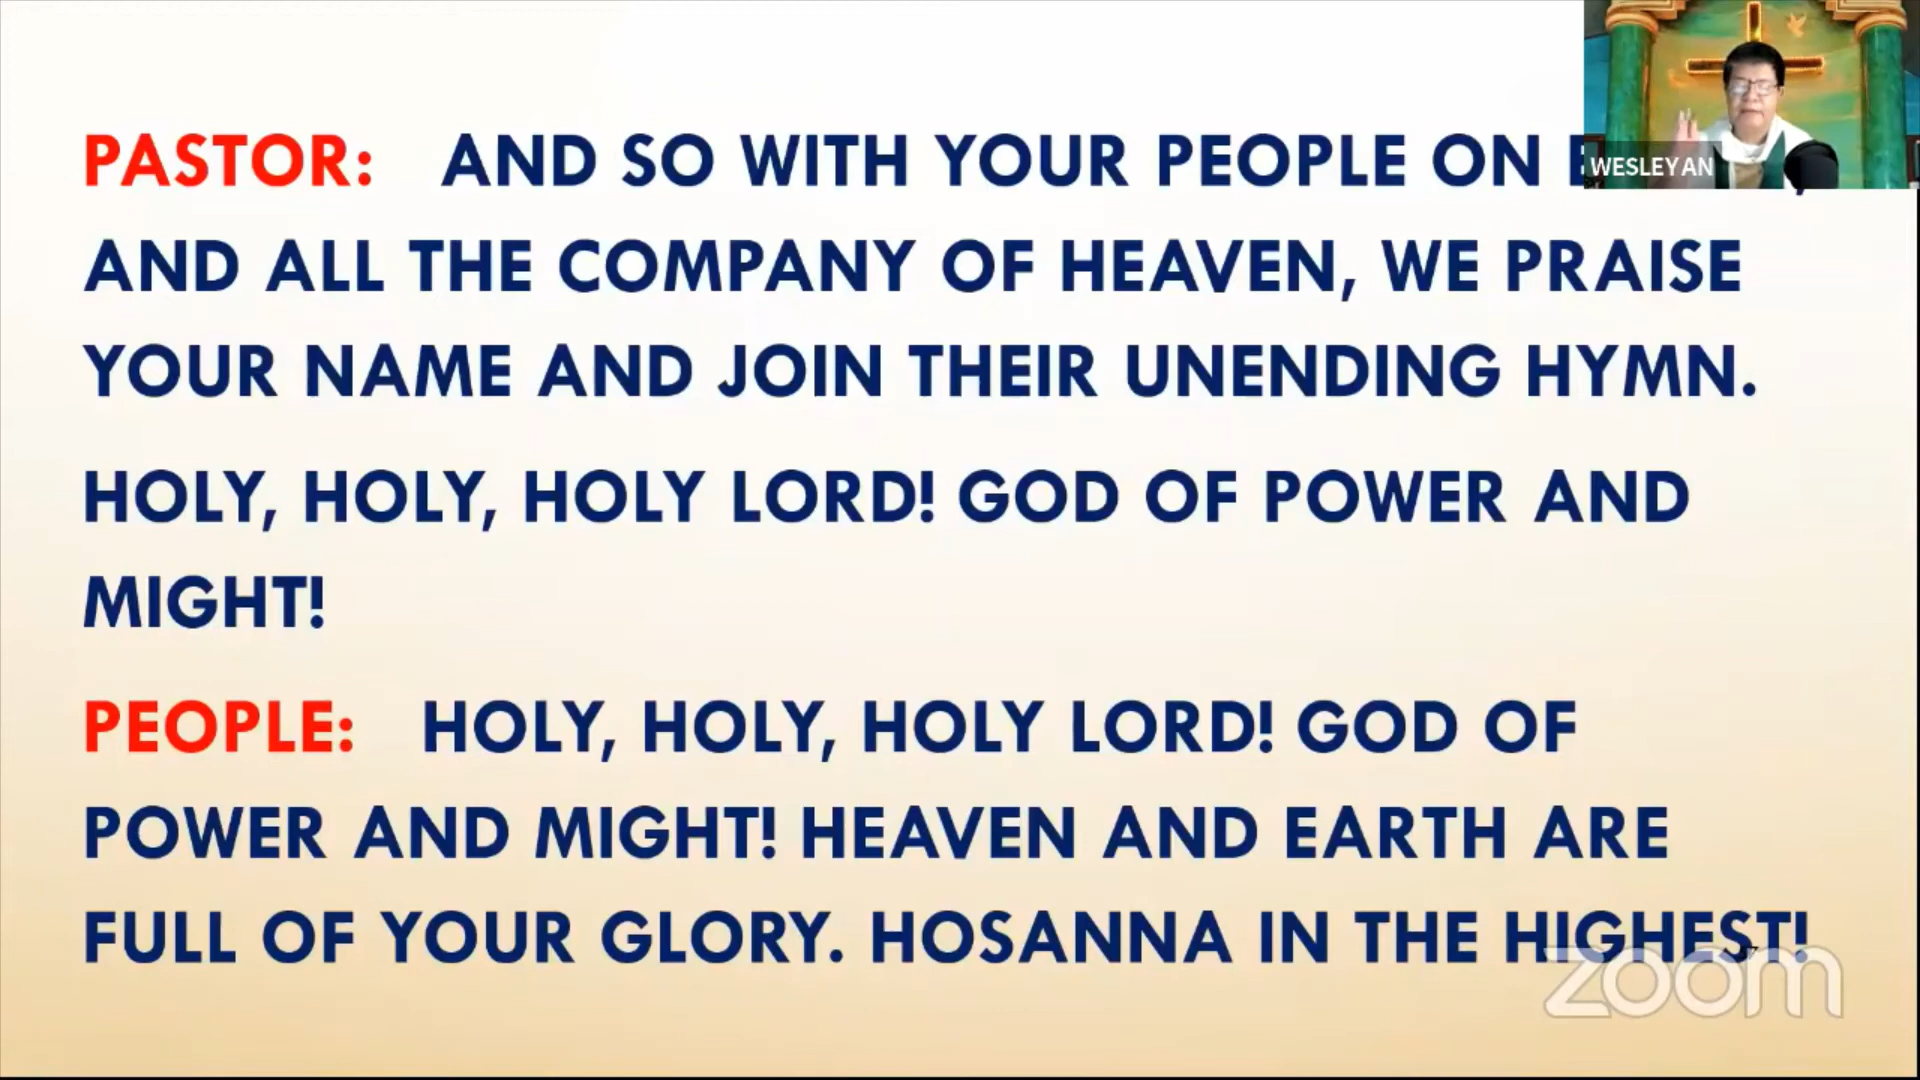 PASTOR: AND SO WITH YOUR PEOPLE ON
WESLEYAN
AND ALL THE COMPANY OF HEAVEN, WE PRAISE
YOUR NAME AND JOIN THEIR UNENDING HYMN.
HOLY, HOLY, HOLY LORD! GOD OF POWER AND
MIGHT!
PEOPLE: HOLY, HOLY, HOLY LORD! GOD OF
POWER AND MIGHT! HEAVEN AND EARTH ARE
FULL OF YOUR GLORY. HOSANNA IN THE HIGHEST!
zoom